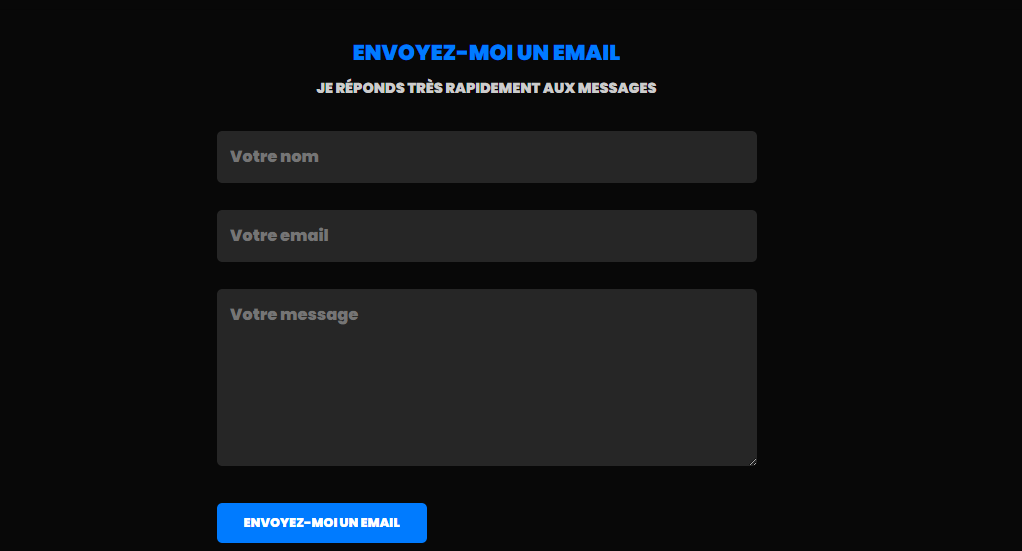 ENVOYEZ-MOI UN EMAIL
JE RÉPONDS TRÈS RAPIDEMENT AUX MESSAGES
Votre nom
Votre email
Votre message
ENVOYEZ-MOI UN EMAIL